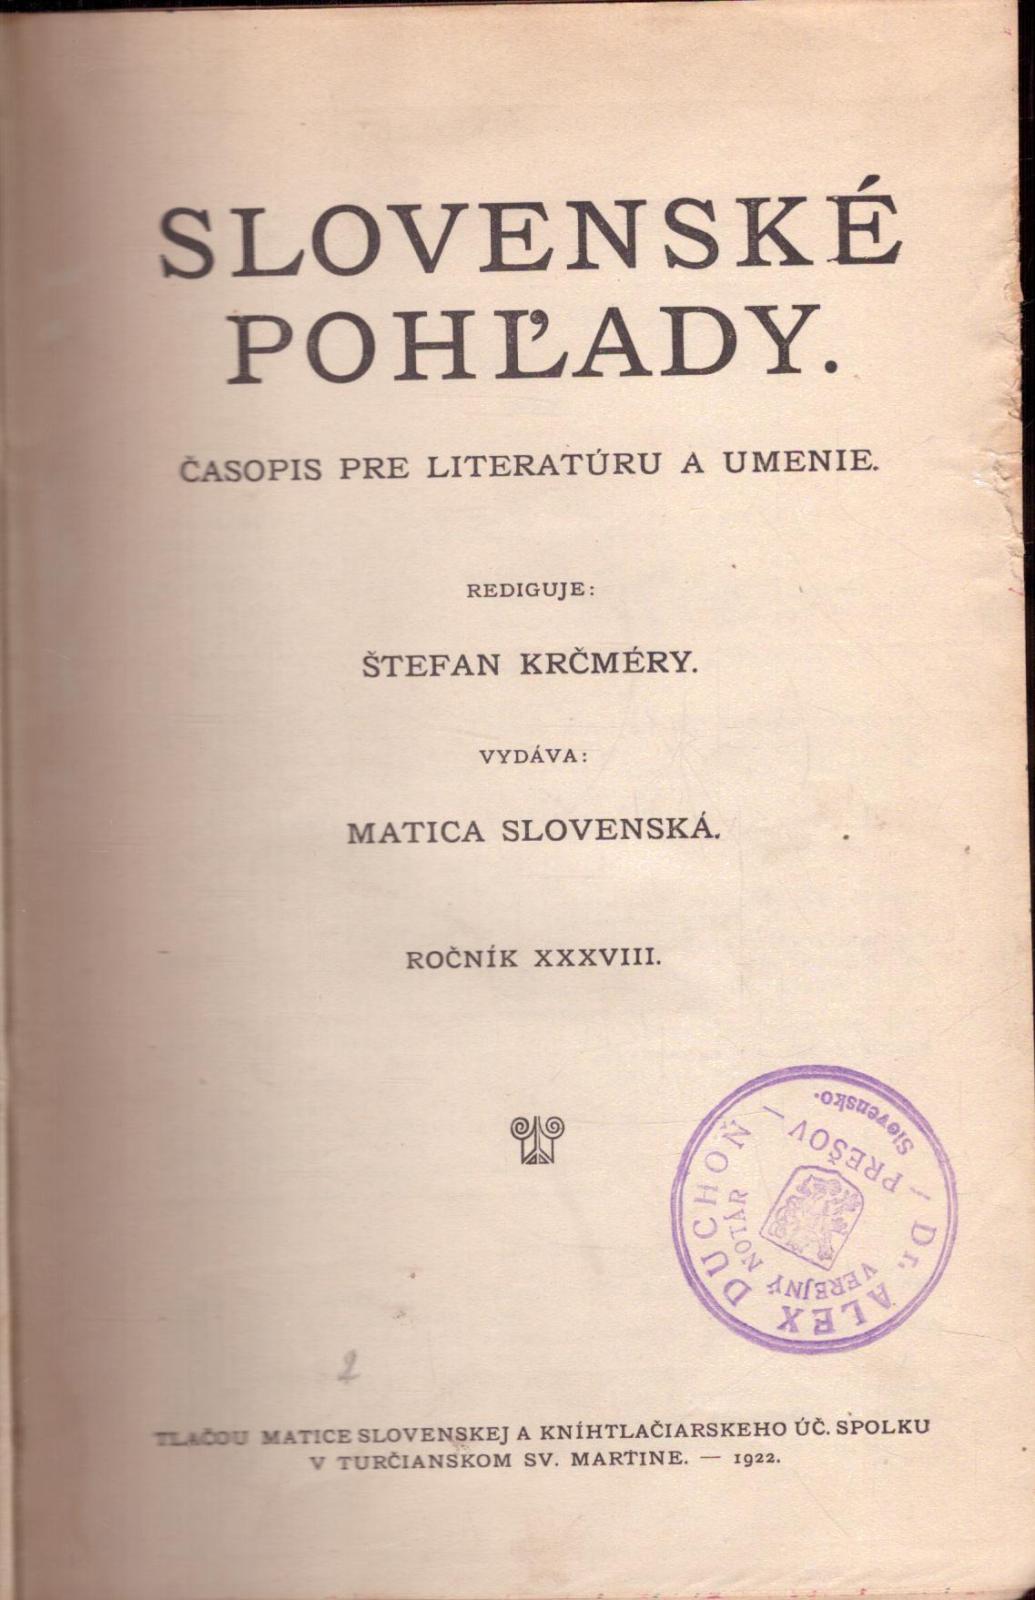 SLOVENSKÉ
POHĽADY.
ČASOPIS PRE LITERATÚRU A UMENIE.
REDIGUJE:
ŠTEFAN KRČMÉRY.
VYDÁVA:
MATICA SLOVENSKÁ.
ROČNÍK XXXVIII.
Dr. ALEX DUCHOŇ
VEREJNÝ NOTÁR
— PREŠOV —
Slovensko.
2
TLAČOU MATICE SLOVENSKEJ A KNÍHTLAČIARSKEHO ÚČ. SPOLKU
V TURČIANSKOM SV. MARTINE. — 1922.